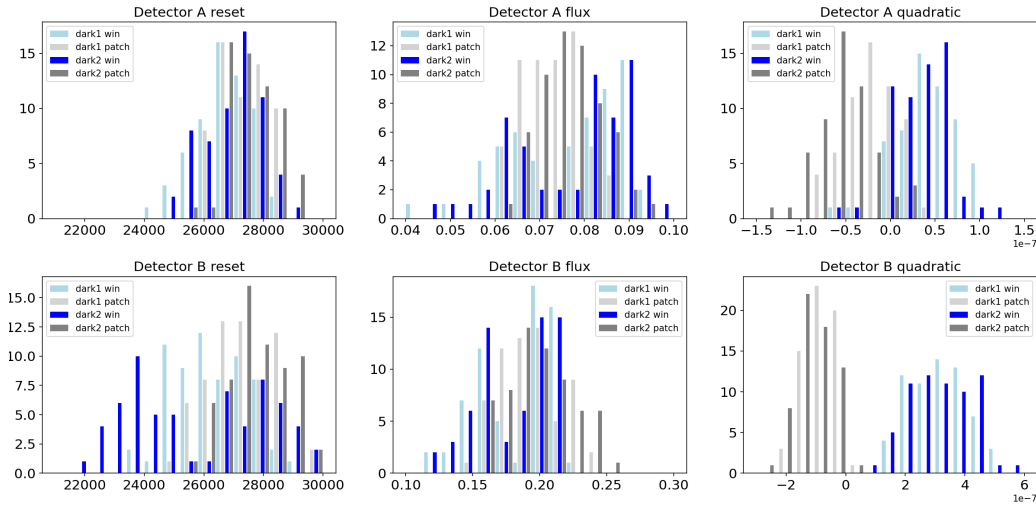 Detector A reset
Detector A flux
Detector A quadratic
dark1 win
dark1 patch
dark2 win
dark2 patch
15
10
5
0
22000 24000 26000 28000 30000
dark1 win
dark1 patch
dark2 win
dark2 patch
12
10
8
6
4
2
0
0.04 0.05 0.06 0.07 0.08 0.09 0.10
dark1 win
dark1 patch
dark2 win
dark2 patch
15
10
5
0
−1.5 −1.0 −0.5 0.0 0.5 1.0 1.5
1e−7
Detector B reset
Detector B flux
Detector B quadratic
dark1 win
dark1 patch
dark2 win
dark2 patch
15.0
12.5
10.0
7.5
5.0
2.5
0.0
22000 24000 26000 28000 30000
dark1 win
dark1 patch
dark2 win
dark2 patch
15
10
5
0
0.10 0.15 0.20 0.25 0.30
dark1 win
dark1 patch
dark2 win
dark2 patch
20
15
10
5
0
−2 0 2 4 6
1e−7